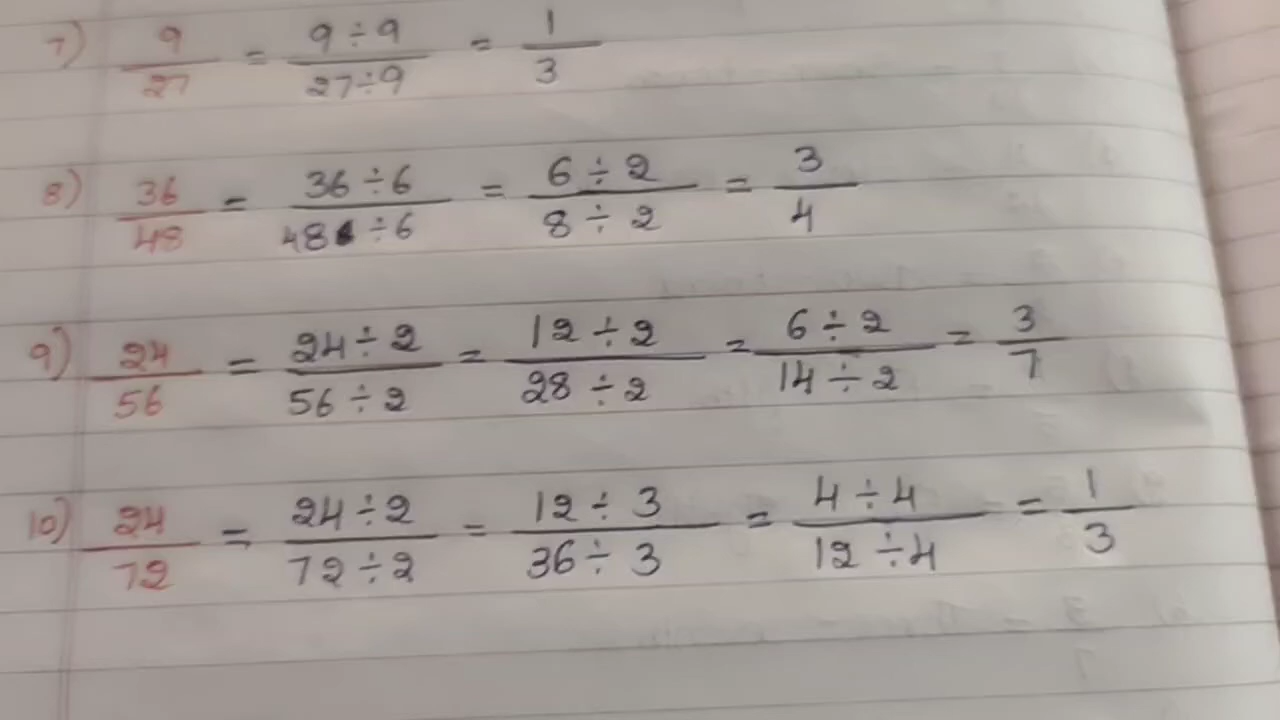 7) 9/27 = 9÷9/27÷9 = 1/3
8) 36/48 = 36÷6/48÷6 = 6÷2/8÷2 = 3/4
9) 24/56 = 24÷2/56÷2 = 12÷2/28÷2 = 6÷2/14÷2 = 3/7
10) 24/72 = 24÷2/72÷2 = 12÷3/36÷3 = 4÷4/12÷4 = 1/3